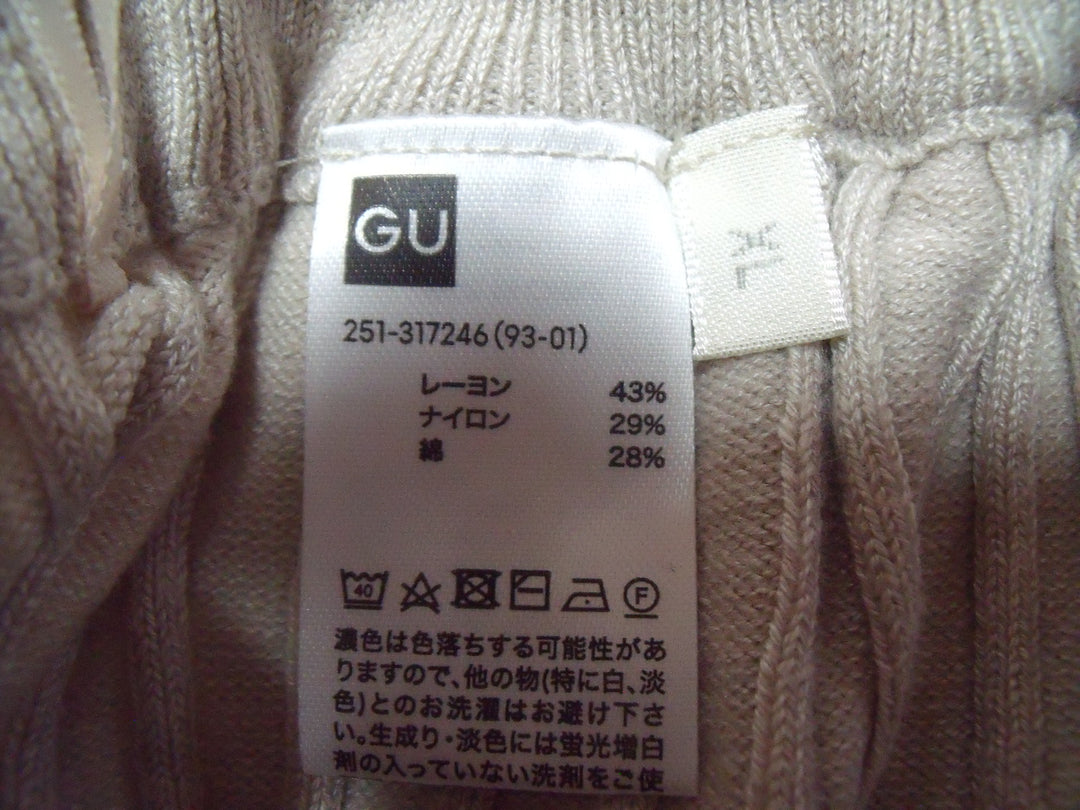 GU
XL
251-317246(93-01)
レーヨン 43%
ナイロン 29%
綿 28%
40
F
濃色は色落ちする可能性があ
りますので、他の物(特に白、淡
色)とのお洗濯はお避け下さ
い。生成り・淡色には蛍光増白
剤の入っていない洗剤をご使